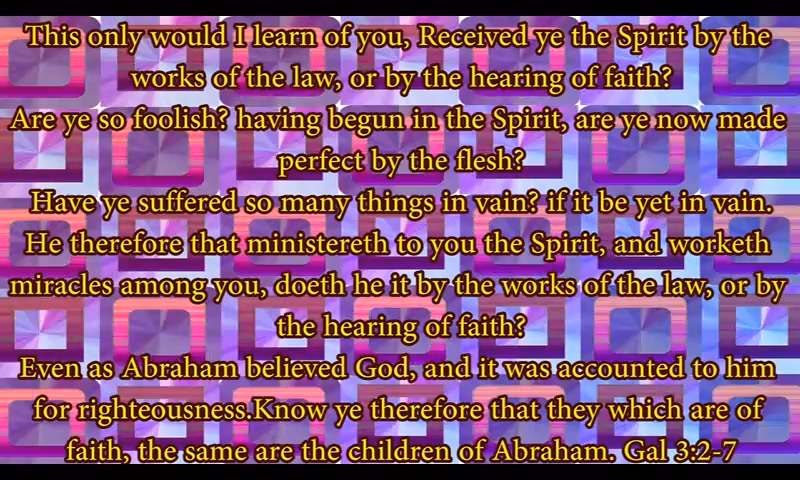 This only would I learn of you, Received ye the Spirit by the
works of the law, or by the hearing of faith?
Are ye so foolish? having begun in the Spirit, are ye now made
perfect by the flesh?
Have ye suffered so many things in vain? if it be yet in vain.
He therefore that ministereth to you the Spirit, and worketh
miracles among you, doeth he it by the works of the law, or by
the hearing of faith?
Even as Abraham believed God, and it was accounted to him
for righteousness.Know ye therefore that they which are of
faith, the same are the children of Abraham. Gal 3:2-7